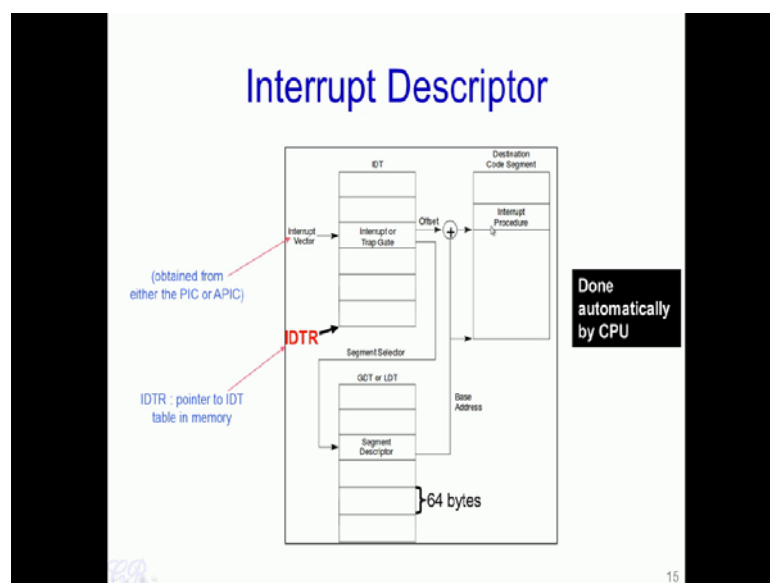 Interrupt Descriptor
IDT
Destination
Code Segment
Interrupt
Vector
Interrupt or
Trap Gate
Offset
+
Interrupt
Procedure
(obtained from
either the PIC or APIC)
Done
automatically
by CPU
IDTR
Segment Selector
IDTR : pointer to IDT
table in memory
GDT or LDT
Base
Address
Segment
Descriptor
64 bytes
15